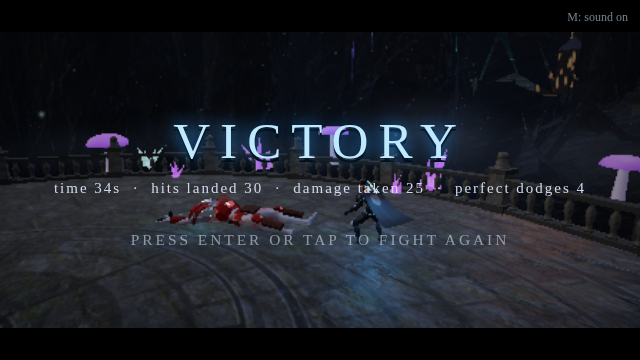 M: sound on
VICTORY
time 34s · hits landed 30 · damage taken 25 · perfect dodges 4
PRESS ENTER OR TAP TO FIGHT AGAIN